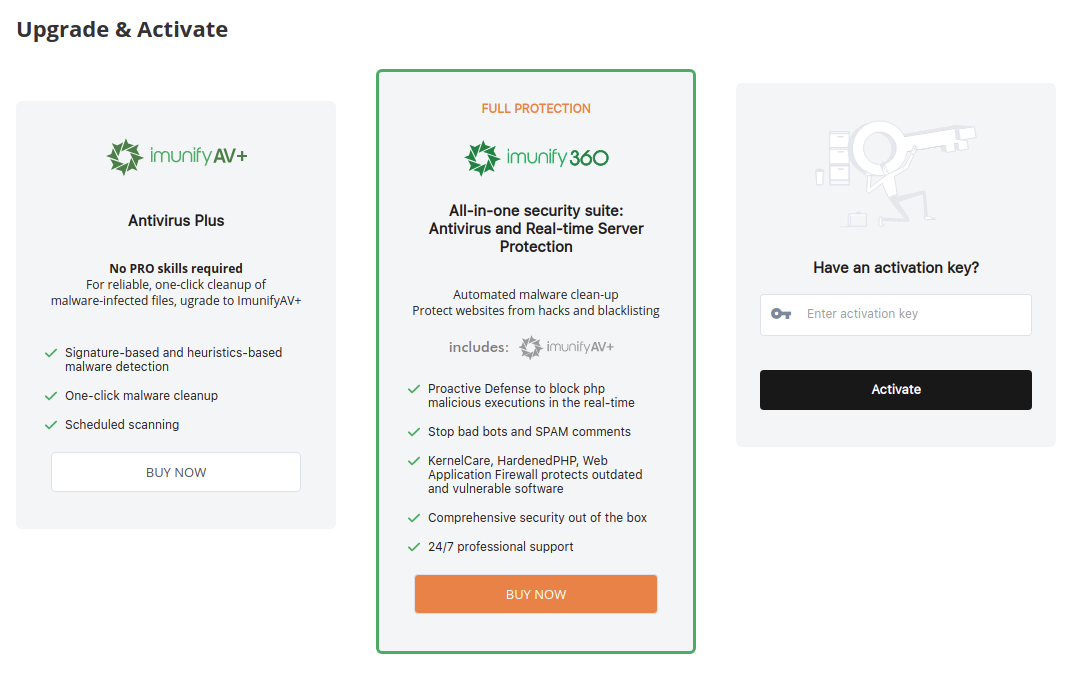 Upgrade & Activate
imunify AV+
Antivirus Plus
No PRO skills required
For reliable, one-click cleanup of
malware-infected files, ugrade to ImunifyAV+
Signature-based and heuristics-based
malware detection
One-click malware cleanup
Scheduled scanning
BUY NOW
FULL PROTECTION
imunify 360
All-in-one security suite:
Antivirus and Real-time Server
Protection
Automated malware clean-up
Protect websites from hacks and blacklisting
includes: imunifyAV+
Proactive Defense to block php
malicious executions in the real-time
Stop bad bots and SPAM comments
KernelCare, HardenedPHP, Web
Application Firewall protects outdated
and vulnerable software
Comprehensive security out of the box
24/7 professional support
BUY NOW
Have an activation key?
Enter activation key
Activate